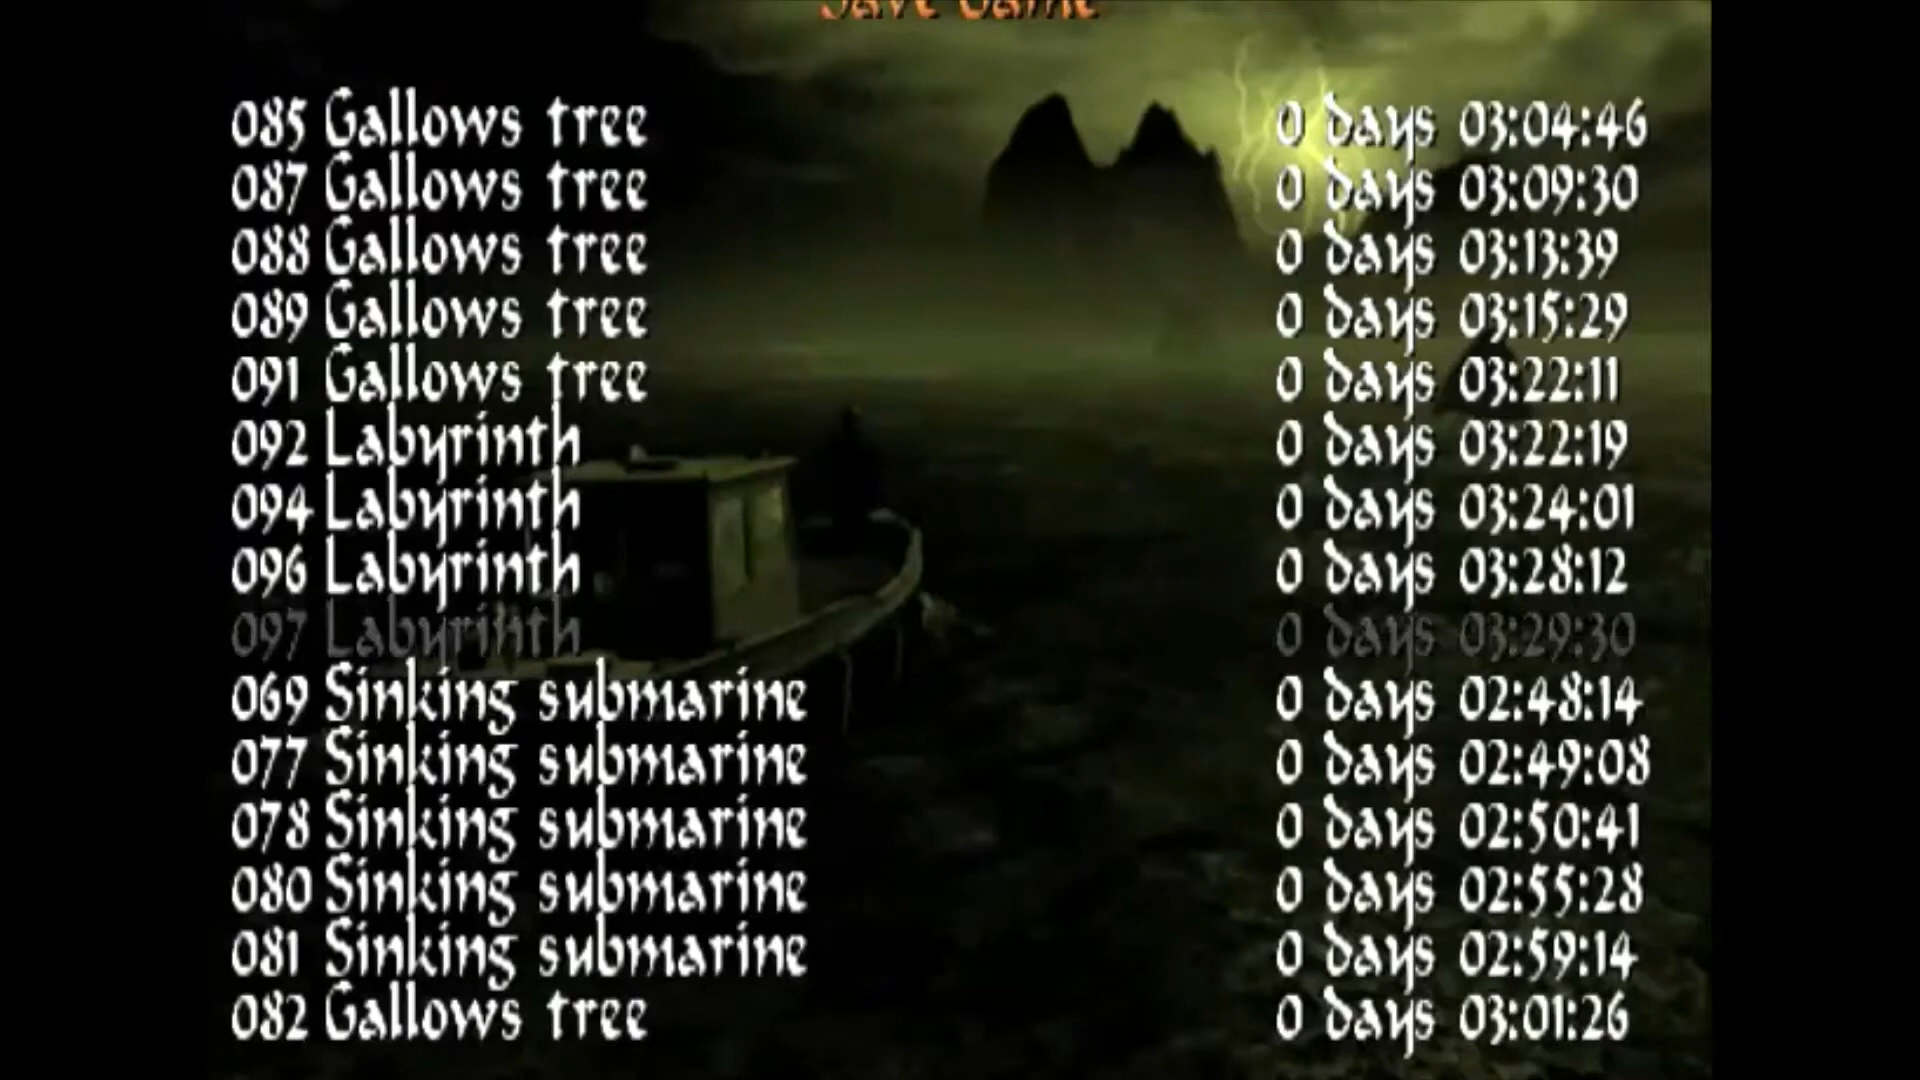 Save Game
085 Gallows tree 0 days 03:04:46
087 Gallows tree 0 days 03:09:30
088 Gallows tree 0 days 03:13:39
089 Gallows tree 0 days 03:15:29
091 Gallows tree 0 days 03:22:11
092 Labyrinth 0 days 03:22:19
094 Labyrinth 0 days 03:24:01
096 Labyrinth 0 days 03:28:12
097 Labyrinth 0 days 03:29:30
069 Sinking submarine 0 days 02:48:14
077 Sinking submarine 0 days 02:49:08
078 Sinking submarine 0 days 02:50:41
080 Sinking submarine 0 days 02:55:28
081 Sinking submarine 0 days 02:59:14
082 Gallows tree 0 days 03:01:26